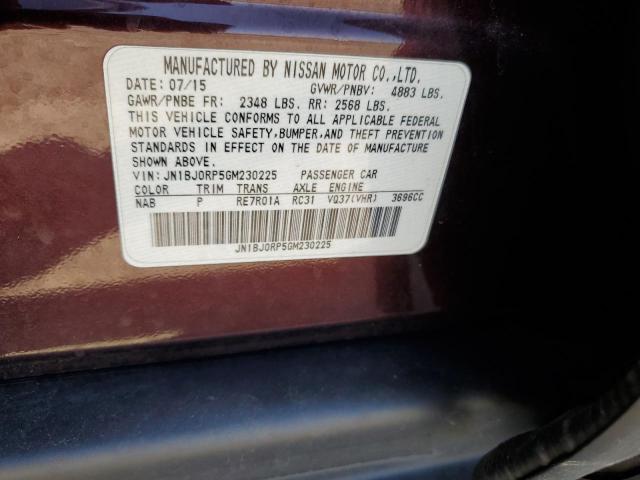 MANUFACTURED BY NISSAN MOTOR CO.,LTD.
DATE: 07/15 GVWR/PNBV: 4883 LBS.
GAWR/PNBE FR: 2348 LBS. RR: 2568 LBS.
THIS VEHICLE CONFORMS TO ALL APPLICABLE FEDERAL
MOTOR VEHICLE SAFETY,BUMPER,AND THEFT PREVENTION
STANDARDS IN EFFECT ON THE DATE OF MANUFACTURE
SHOWN ABOVE.
VIN: JN1BJ0RP5GM230225 PASSENGER CAR
COLOR TRIM TRANS AXLE ENGINE
NAB P RE7R01A RC31 VQ37(VHR) 3696CC
JN1BJ0RP5GM230225